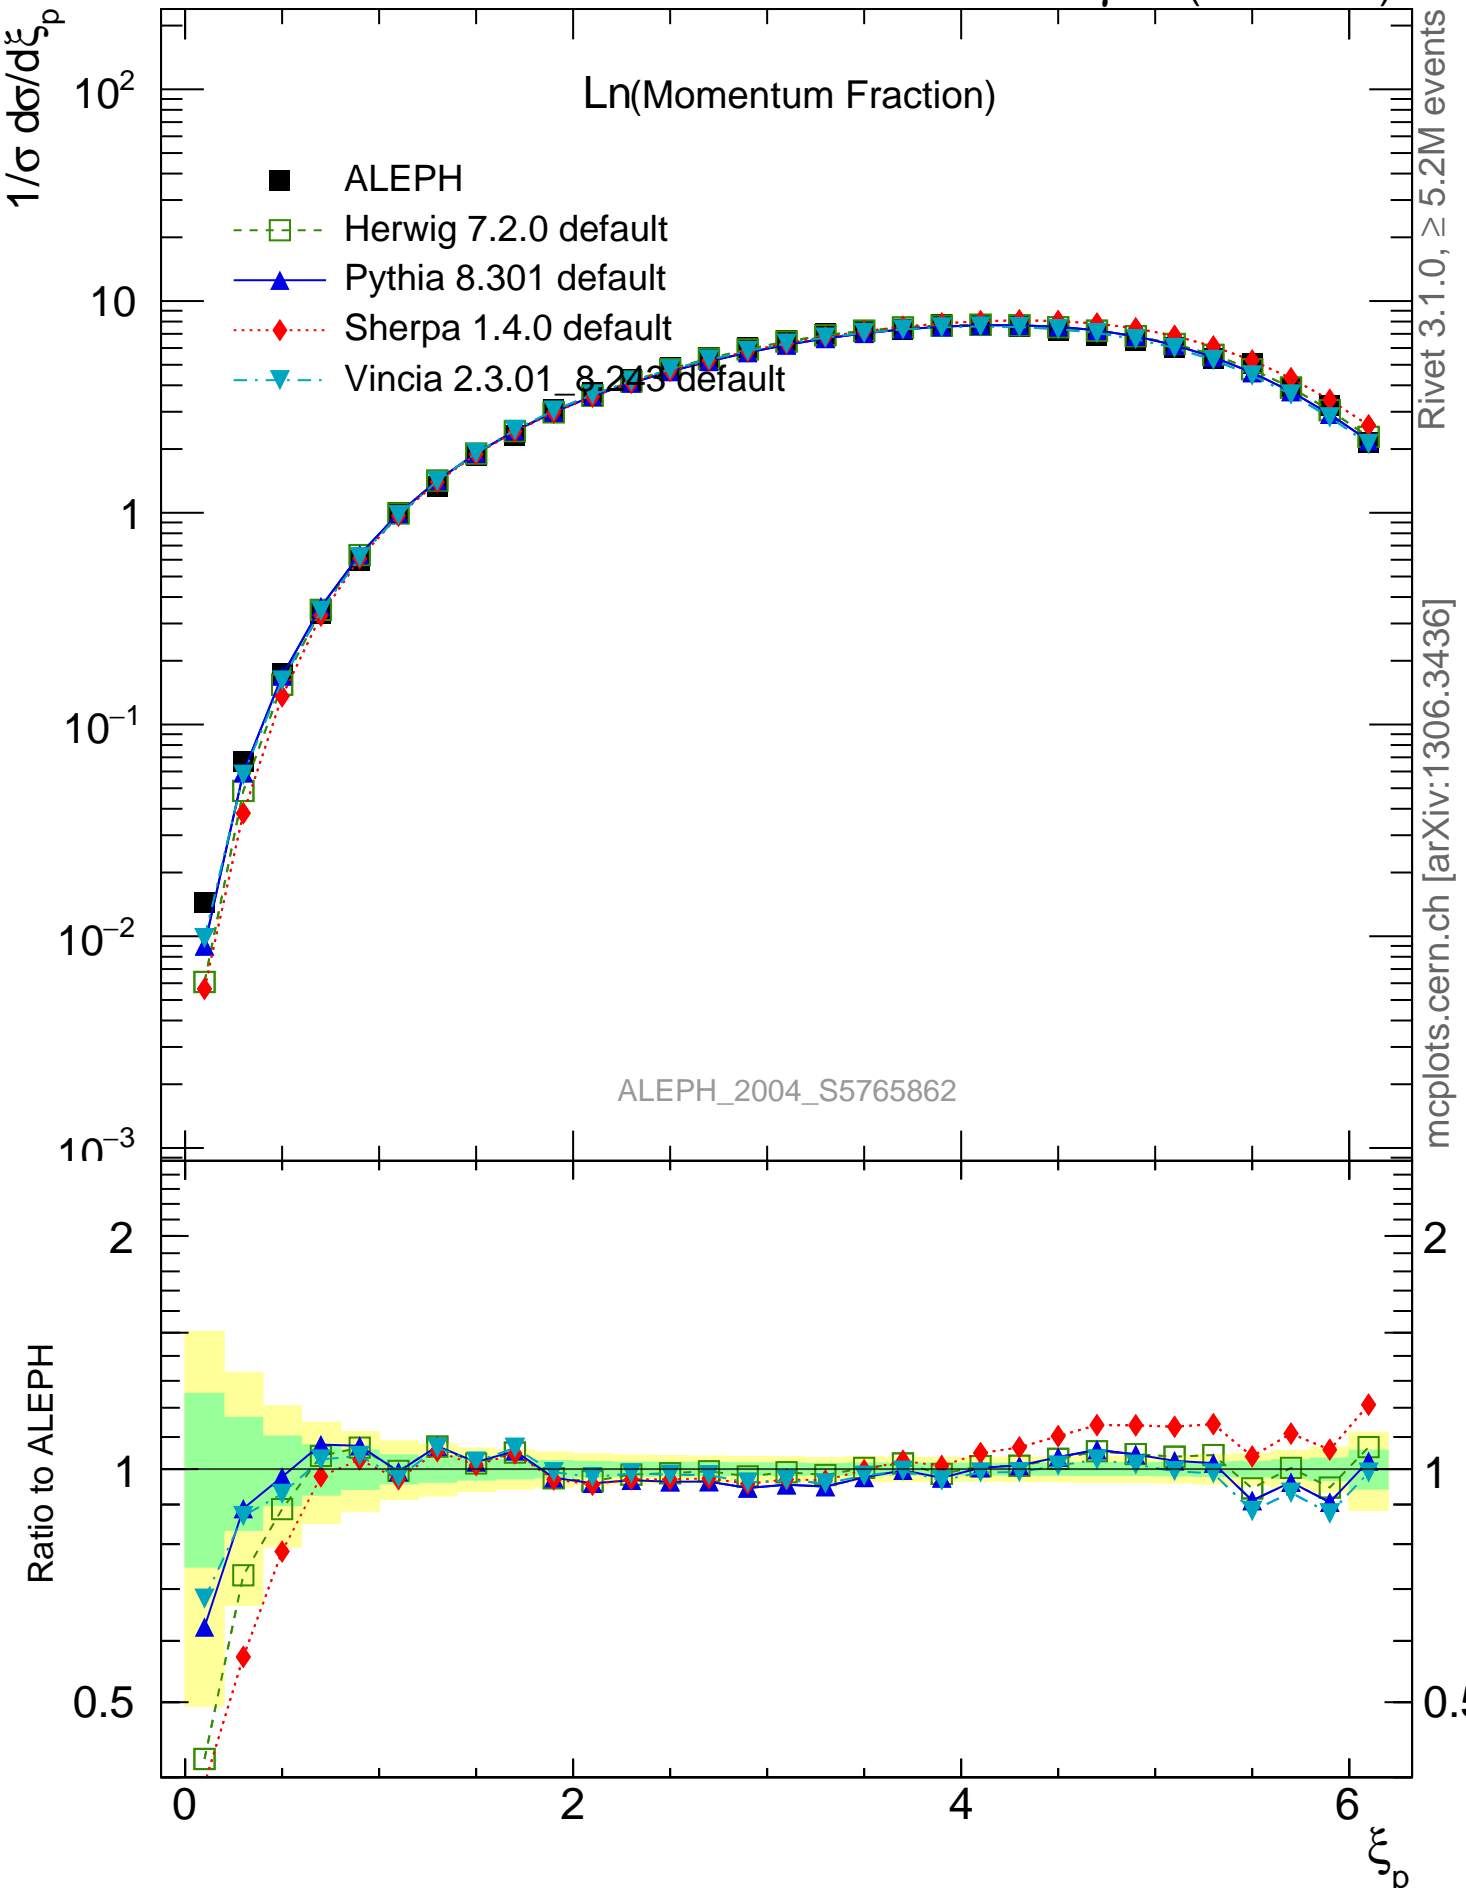 1/σ dσ/dξp
Ln(Momentum Fraction)
ALEPH
Herwig 7.2.0 default
Pythia 8.301 default
Sherpa 1.4.0 default
Vincia 2.3.01_8.243 default
10²
10
1
10⁻¹
10⁻²
10⁻³
ALEPH_2004_S5765862
Rivet 3.1.0, ≥ 5.2M events
mcplots.cern.ch [arXiv:1306.3436]
Ratio to ALEPH
2
1
0.5
2
1
0 2 4 6
ξp